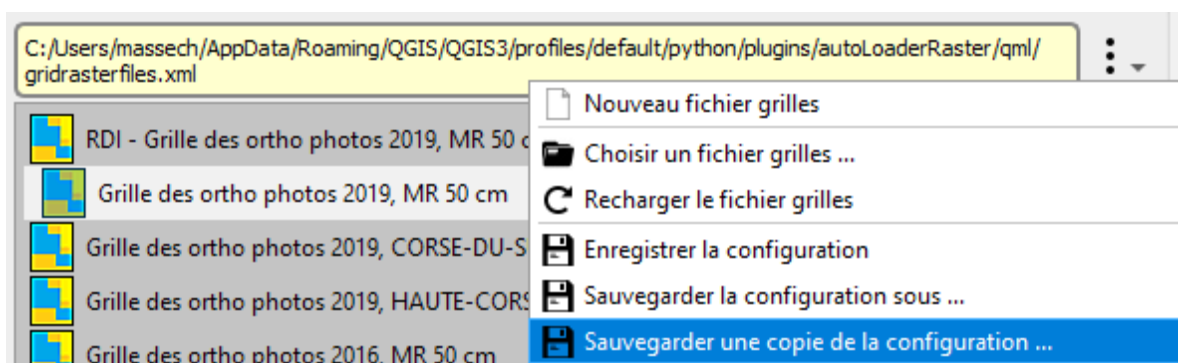 C:/Users/massech/AppData/Roaming/QGIS/QGIS3/profiles/default/python/plugins/autoLoaderRaster/qml/
gridrasterfiles.xml
Nouveau fichier grilles
RDI - Grille des ortho photos 2019, MR 50
Choisir un fichier grilles ...
Grille des ortho photos 2019, MR 50 cm
Recharger le fichier grilles
Grille des ortho photos 2019, CORSE-DU-S
Enregistrer la configuration
Grille des ortho photos 2019, HAUTE-CORS
Sauvegarder la configuration sous ...
Grille des ortho photos 2016, MR 50 cm
Sauvegarder une copie de la configuration ...